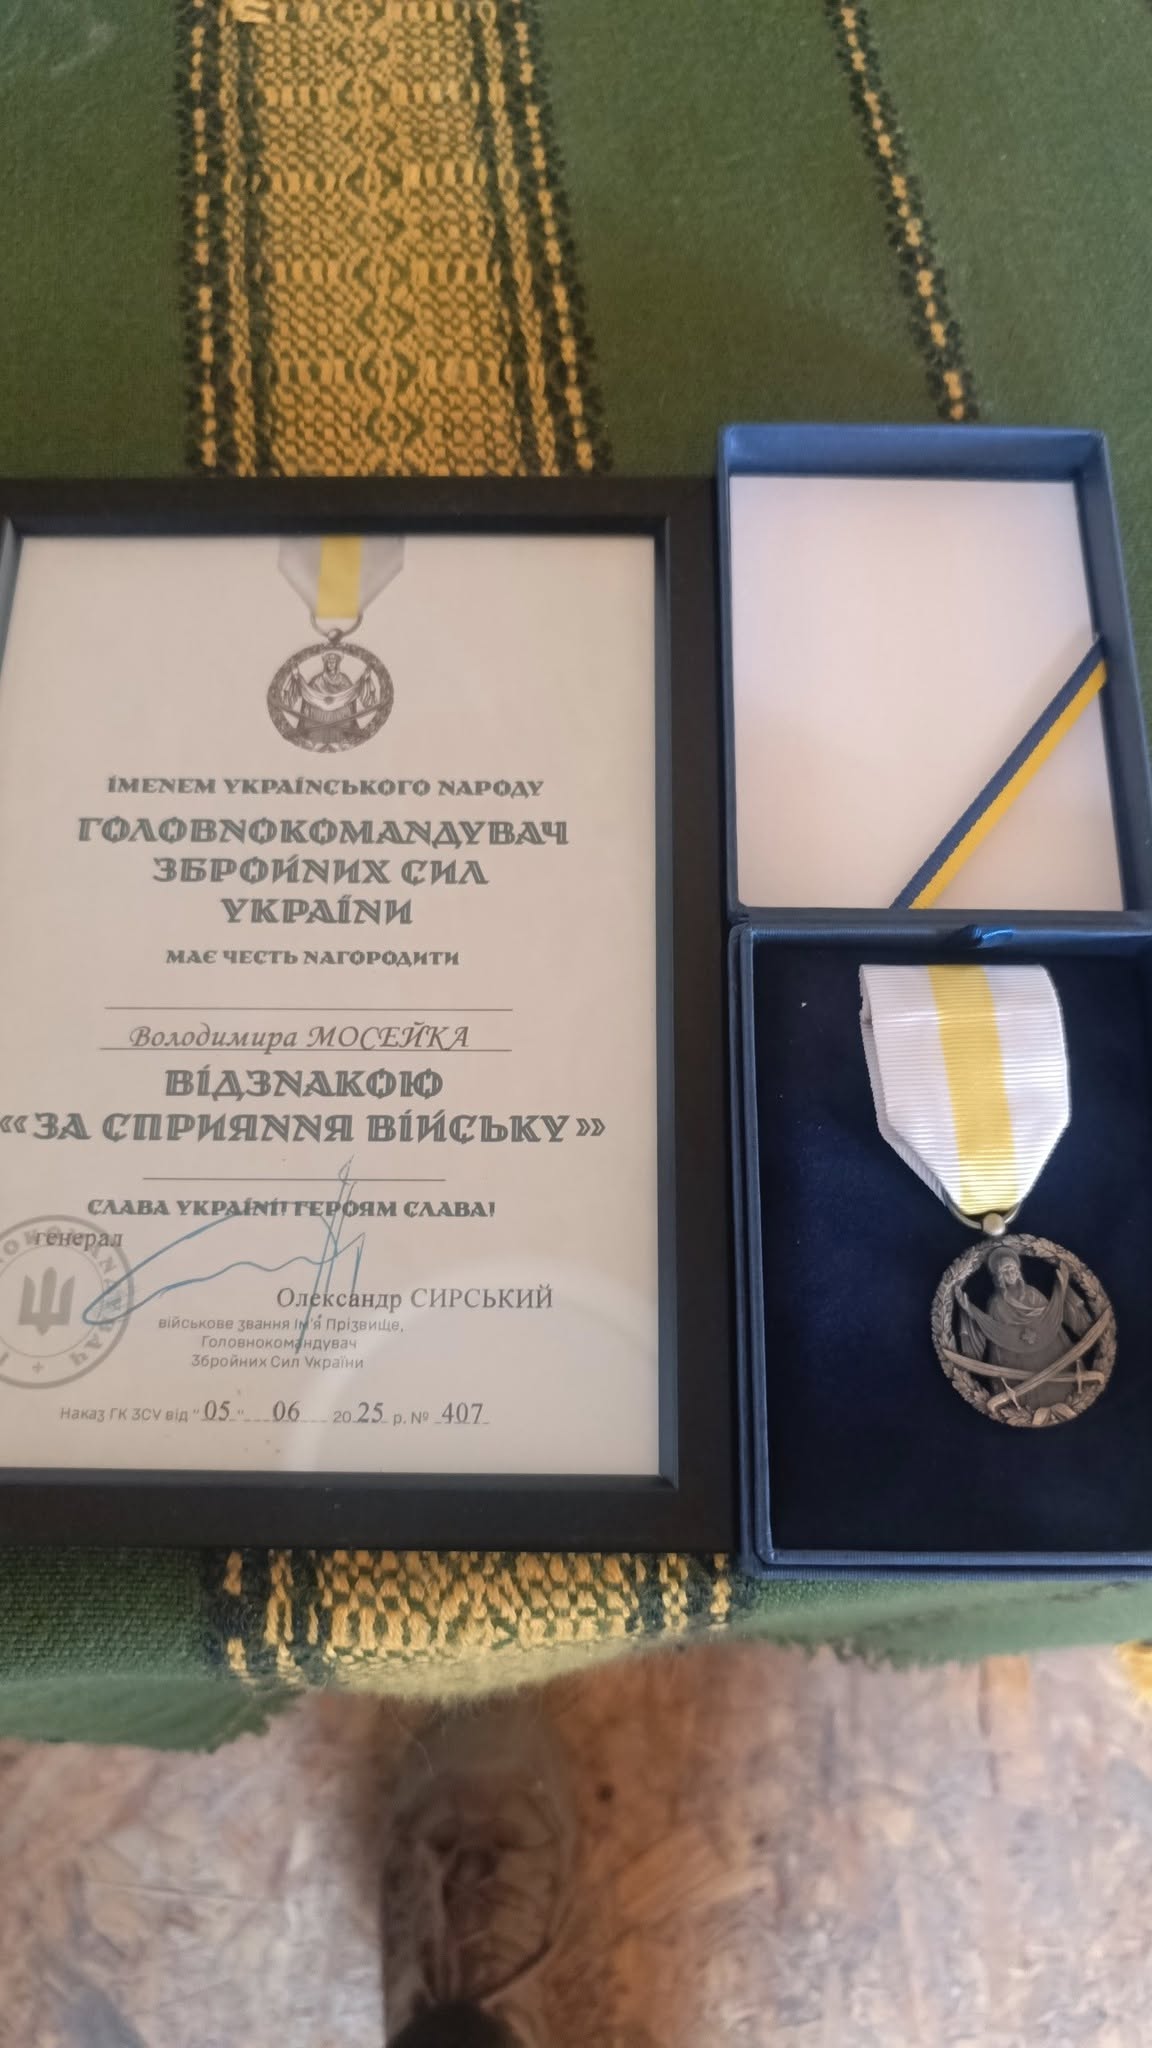 ІМЕНЕМ УКРАЇНСЬКОГО НАРОДУ
ГОЛОВНОКОМАНДУВАЧ
ЗБРОЙНИХ СИЛ
УКРАЇНИ
МАЄ ЧЕСТЬ НАГОРОДИТИ
Володимира МОСЕЙКА
ВІДЗНАКОЮ
«ЗА СПРИЯННЯ ВІЙСЬКУ»
СЛАВА УКРАЇНІ! ГЕРОЯМ СЛАВА!
генерал
Олександр СИРСЬКИЙ
військове звання Ім'я Прізвище,
Головнокомандувач
Збройних Сил України
Наказ ГК ЗСУ від "05" 06 2025 р. № 407